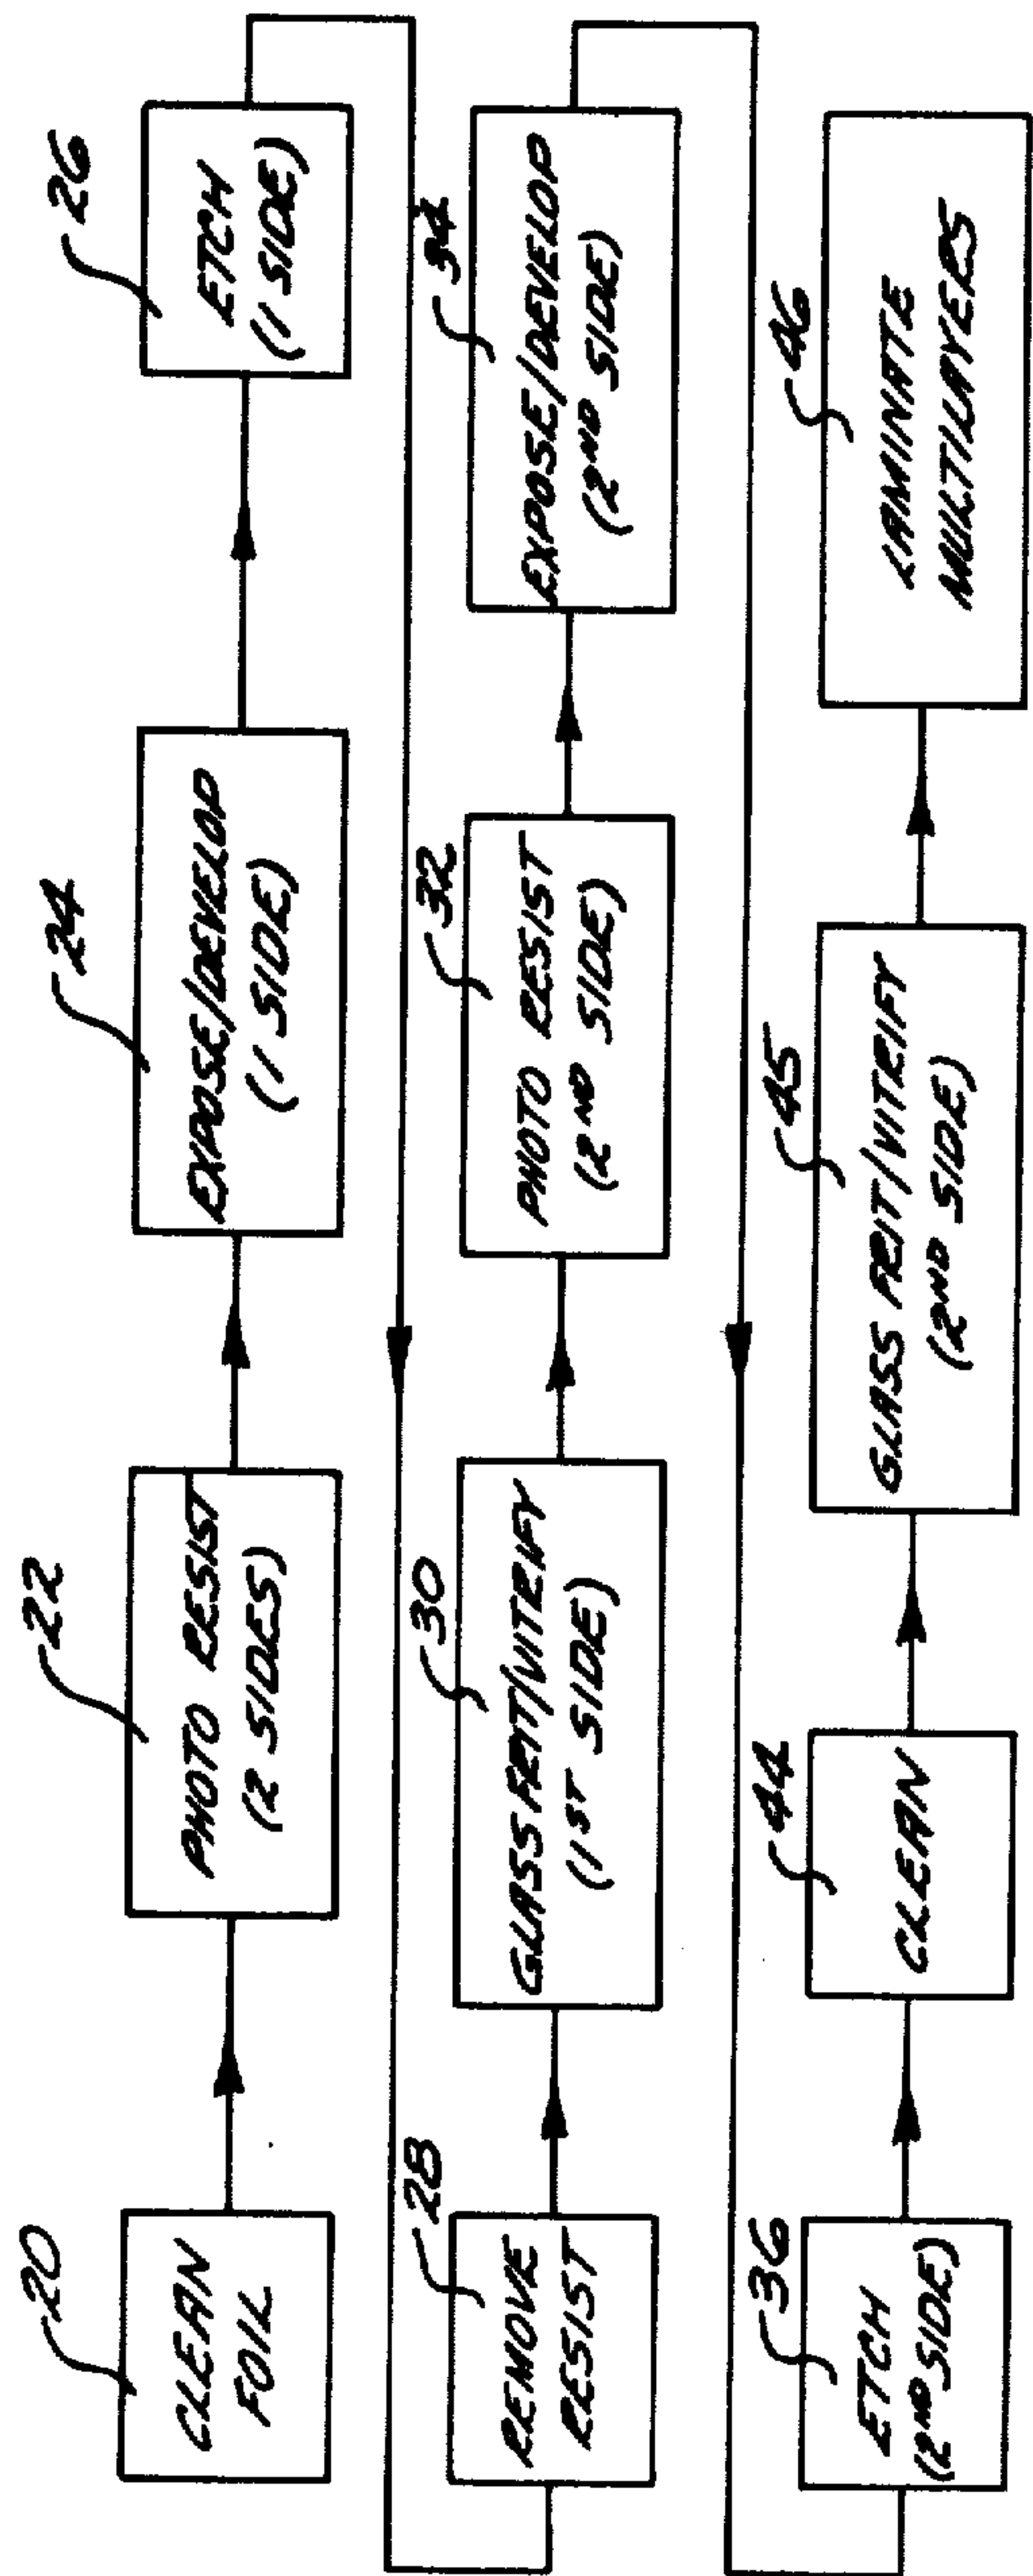 20
CLEAN
FOIL
22
PHOTO RESIST
(2 SIDES)
24
EXPOSE/DEVELOP
(1 SIDE)
26
ETCH
(1 SIDE)
28
REMOVE
RESIST
30
GLASS FRIT/VITRIFY
(1ST SIDE)
32
PHOTO RESIST
(2ND SIDE)
34
EXPOSE/DEVELOP
(2ND SIDE)
36
ETCH
(2ND SIDE)
44
CLEAN
45
GLASS FRIT/VITRIFY
(2ND SIDE)
46
LAMINATE
MULTILAYERS